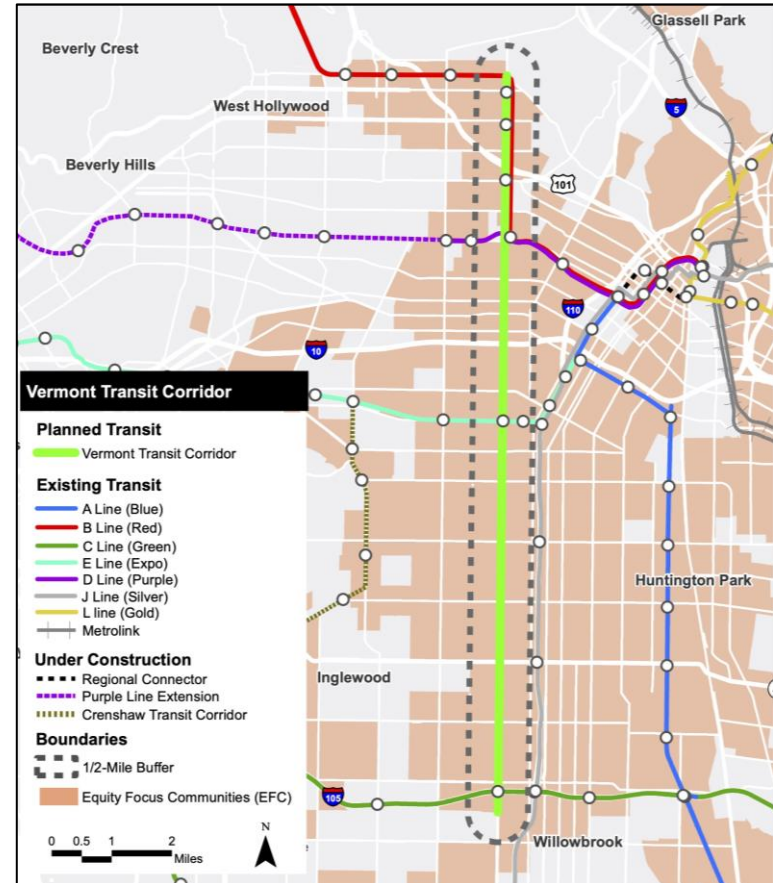 Glassell Park
Beverly Crest
West Hollywood
5
Beverly Hills
101
110
10
Vermont Transit Corridor
Planned Transit
Vermont Transit Corridor
Existing Transit
A Line (Blue)
B Line (Red)
C Line (Green)
E Line (Expo)
D Line (Purple)
J Line (Silver)
L line (Gold)
Metrolink
Huntington Park
Under Construction
Regional Connector
Purple Line Extension
Crenshaw Transit Corridor
Inglewood
Boundaries
1/2-Mile Buffer
Equity Focus Communities (EFC)
105
Willowbrook
0 0.5 1 2
Miles
N